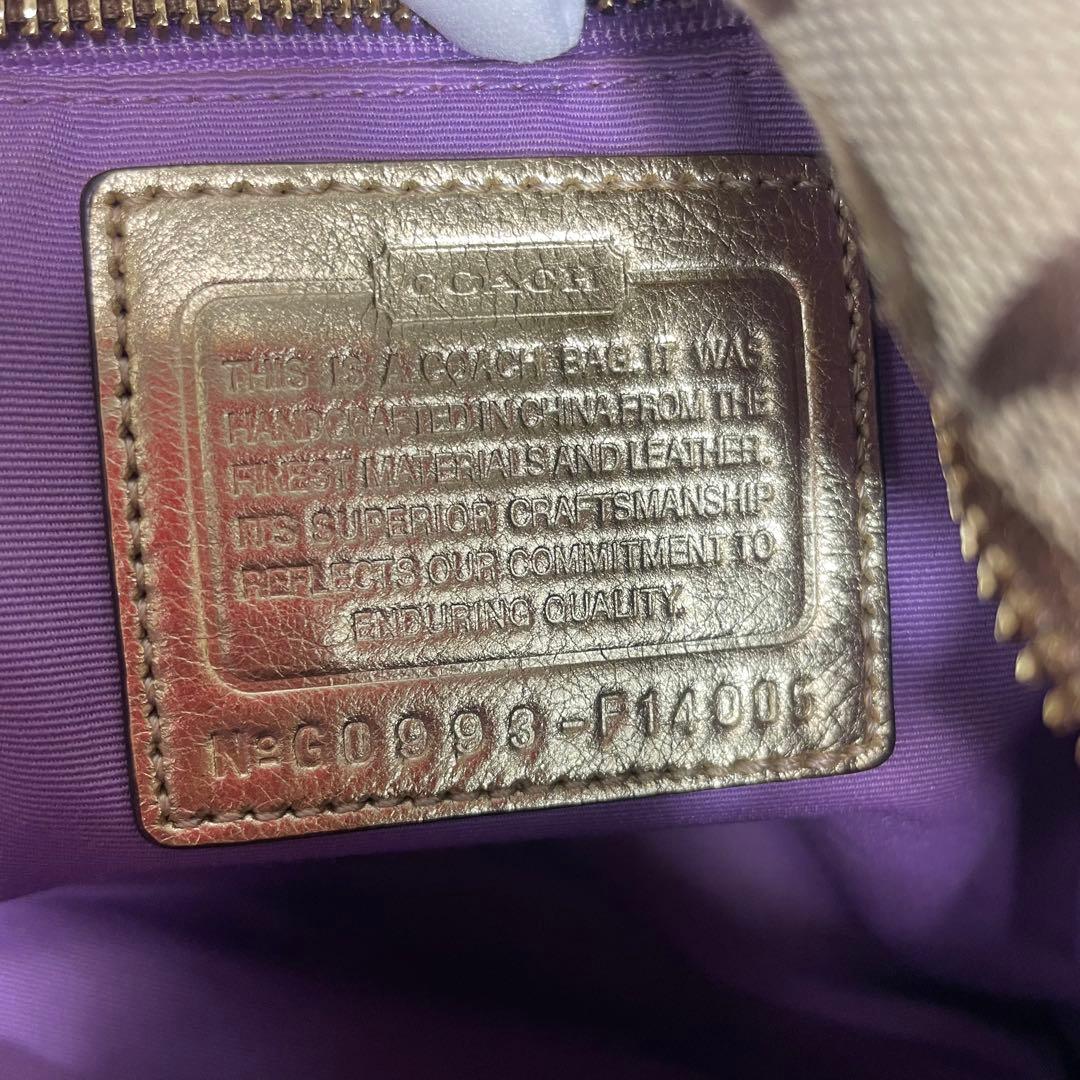 COACH
THIS IS A COACH BAG. IT WAS
HANDCRAFTED IN CHINA FROM THE
FINEST MATERIALS AND LEATHER.
ITS SUPERIOR CRAFTSMANSHIP
REFLECTS OUR COMMITMENT TO
ENDURING QUALITY.
NºG0993-F14005